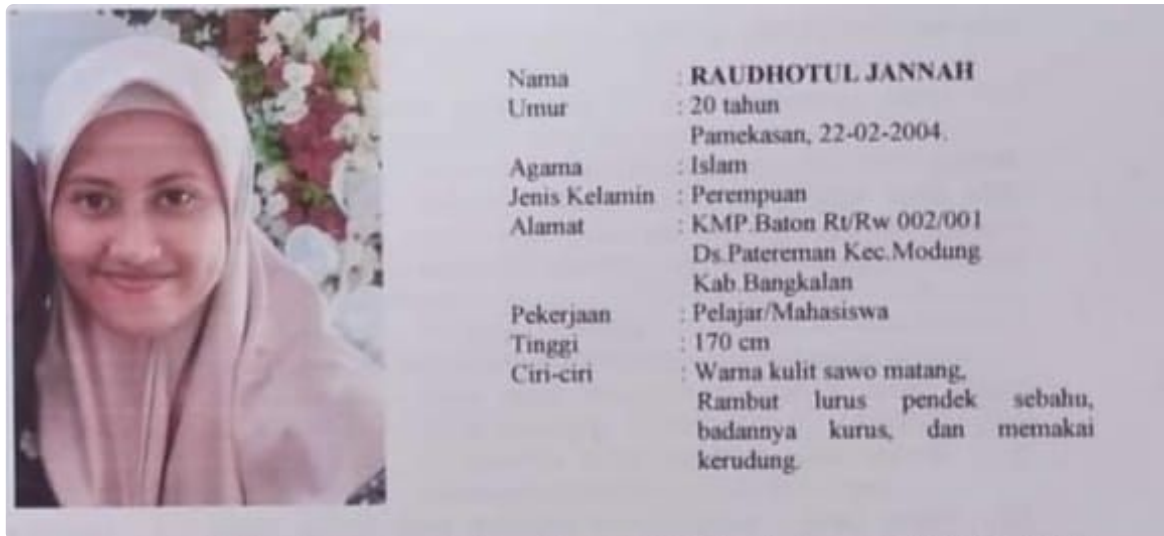 Nama : RAUDHOTUL JANNAH
Umur : 20 tahun
Pamekasan, 22-02-2004.
Agama : Islam
Jenis Kelamin : Perempuan
Alamat : KMP.Baton Rt/Rw 002/001
Ds.Patereman Kec.Modung
Kab.Bangkalan
Pekerjaan : Pelajar/Mahasiswa
Tinggi : 170 cm
Ciri-ciri : Warna kulit sawo matang,
Rambut lurus pendek sebahu,
badannya kurus, dan memakai
kerudung.